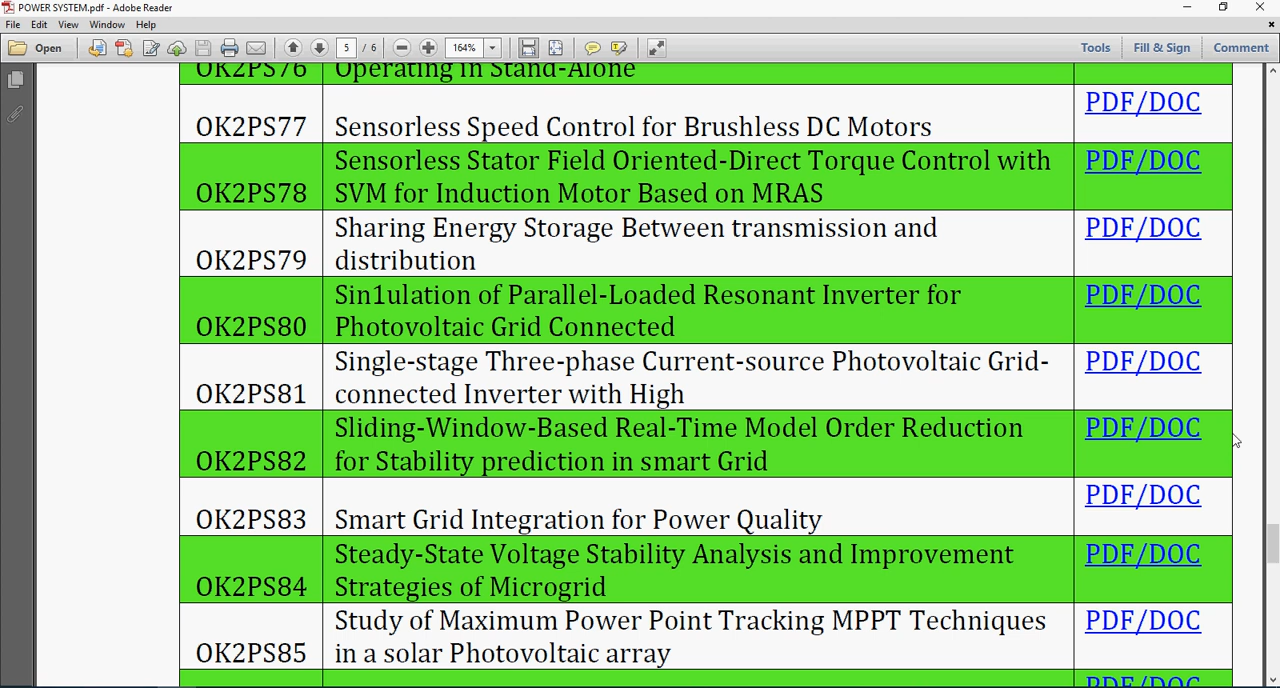 POWER SYSTEM.pdf - Adobe Reader
File Edit View Window Help
Open 5 / 6 164% Tools Fill & Sign Comment
OK2PS76 Operating in Stand-Alone
PDF/DOC
OK2PS77 Sensorless Speed Control for Brushless DC Motors
Sensorless Stator Field Oriented-Direct Torque Control with PDF/DOC
OK2PS78 SVM for Induction Motor Based on MRAS
Sharing Energy Storage Between transmission and PDF/DOC
OK2PS79 distribution
Sin1ulation of Parallel-Loaded Resonant Inverter for PDF/DOC
OK2PS80 Photovoltaic Grid Connected
Single-stage Three-phase Current-source Photovoltaic Grid- PDF/DOC
OK2PS81 connected Inverter with High
Sliding-Window-Based Real-Time Model Order Reduction PDF/DOC
OK2PS82 for Stability prediction in smart Grid
PDF/DOC
OK2PS83 Smart Grid Integration for Power Quality
Steady-State Voltage Stability Analysis and Improvement PDF/DOC
OK2PS84 Strategies of Microgrid
Study of Maximum Power Point Tracking MPPT Techniques PDF/DOC
OK2PS85 in a solar Photovoltaic array
PDF/DOC